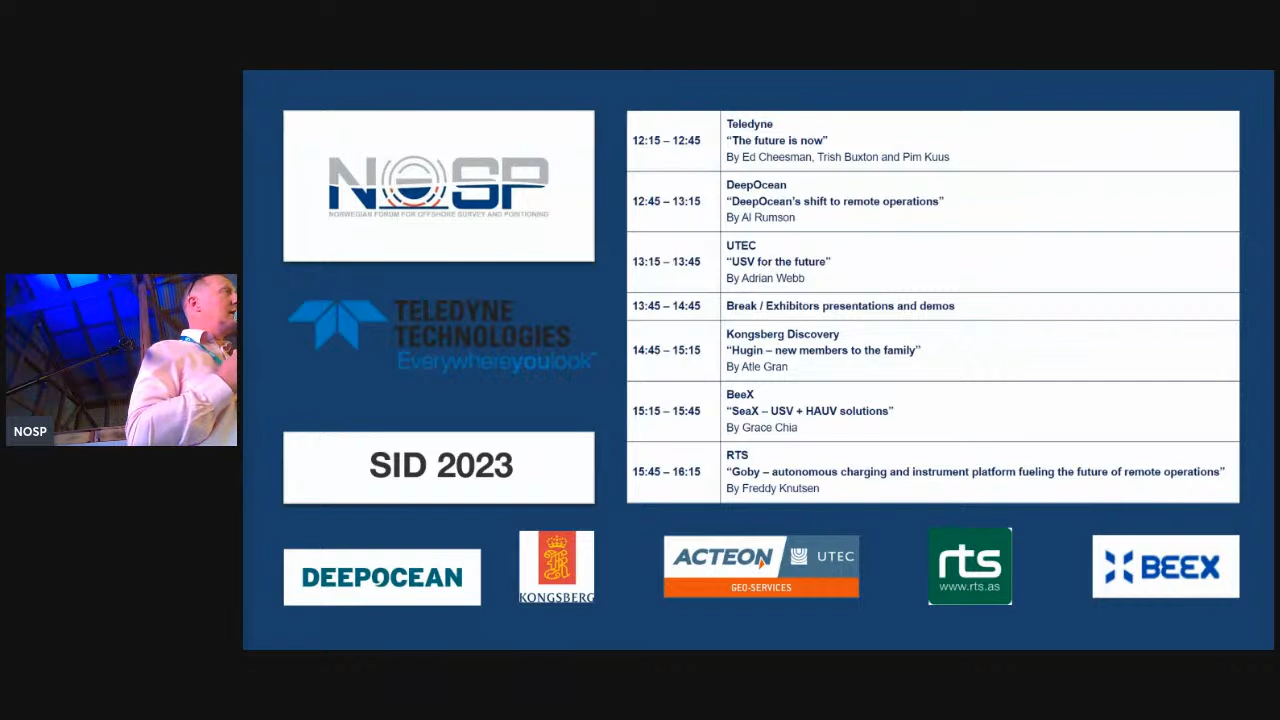 NOSP
NORWEGIAN FORUM FOR OFFSHORE SURVEY AND POSITIONING
TELEDYNE
TECHNOLOGIES
Everywhereyoulook™
SID 2023
12:15 – 12:45
Teledyne
“The future is now”
By Ed Cheesman, Trish Buxton and Pim Kuus
12:45 – 13:15
DeepOcean
“DeepOcean’s shift to remote operations”
By Al Rumson
13:15 – 13:45
UTEC
“USV for the future”
By Adrian Webb
13:45 – 14:45
Break / Exhibitors presentations and demos
14:45 – 15:15
Kongsberg Discovery
“Hugin – new members to the family”
By Atle Gran
15:15 – 15:45
BeeX
“SeaX – USV + HAUV solutions”
By Grace Chia
15:45 – 16:15
RTS
“Goby – autonomous charging and instrument platform fueling the future of remote operations”
By Freddy Knutsen
NOSP
DEEPOCEAN
KONGSBERG
ACTEON
UTEC
GEO-SERVICES
rts
www.rts.as
BEEX